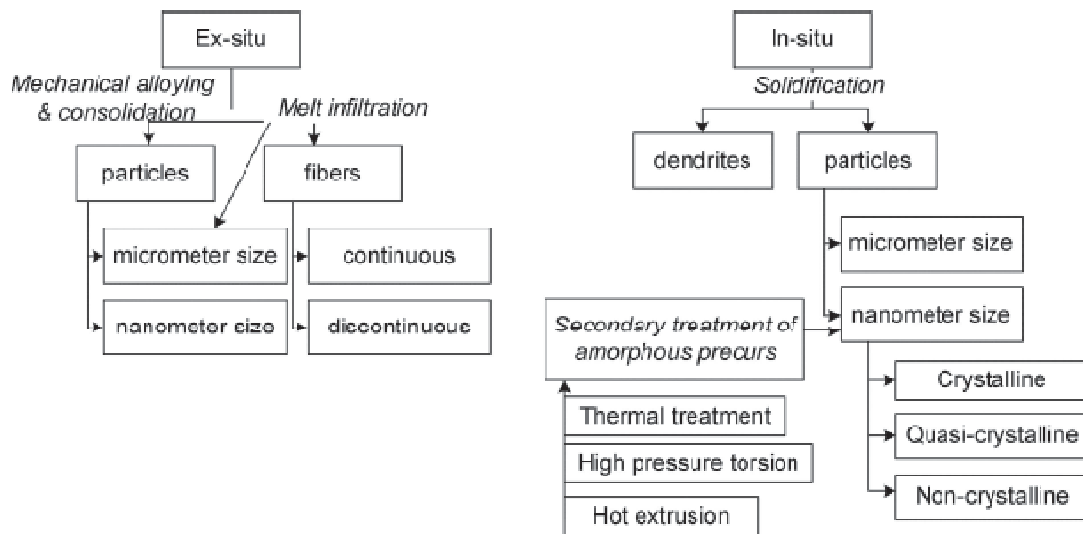 Ex-situ
Mechanical alloying
& consolidation
Melt infiltration
particles
fibers
micrometer size
continuous
nanometer size
discontinuous
In-situ
Solidification
dendrites
particles
micrometer size
nanometer size
Secondary treatment of
amorphous precurs
Crystalline
Thermal treatment
Quasi-crystalline
High pressure torsion
Non-crystalline
Hot extrusion